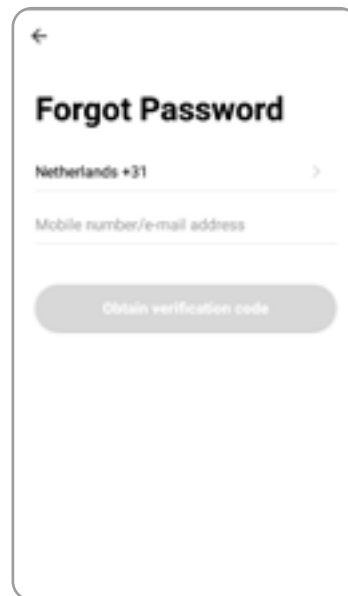 Forgot Password
Netherlands +31
Mobile number/e-mail address
Obtain verification code